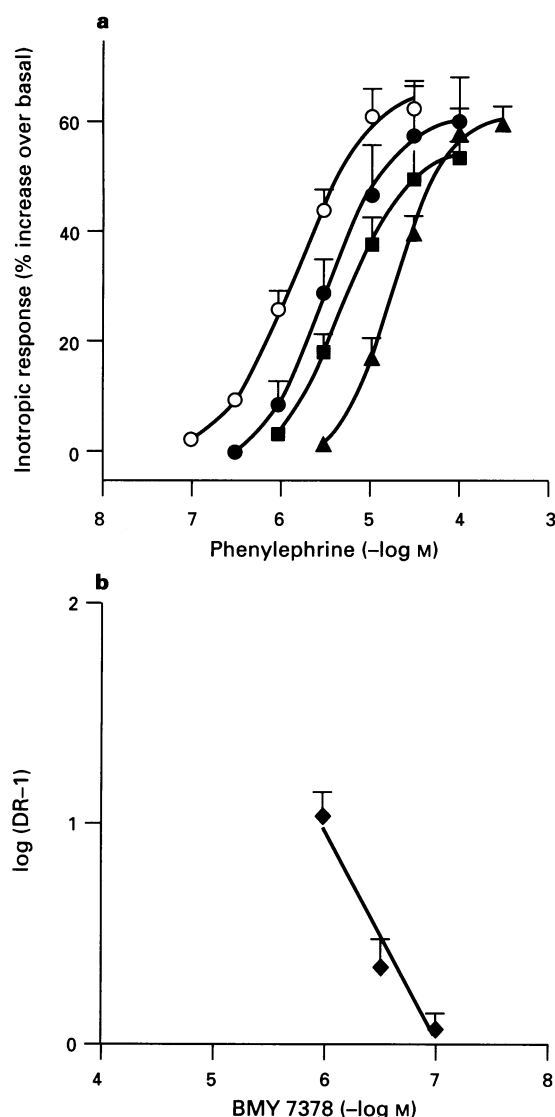 a
Inotropic response (% increase over basal)
60
40
20
0
8 7 6 5 4 3
Phenylephrine (–log M)
b
log (DR–1)
2
1
0
4 5 6 7 8
BMY 7378 (–log M)